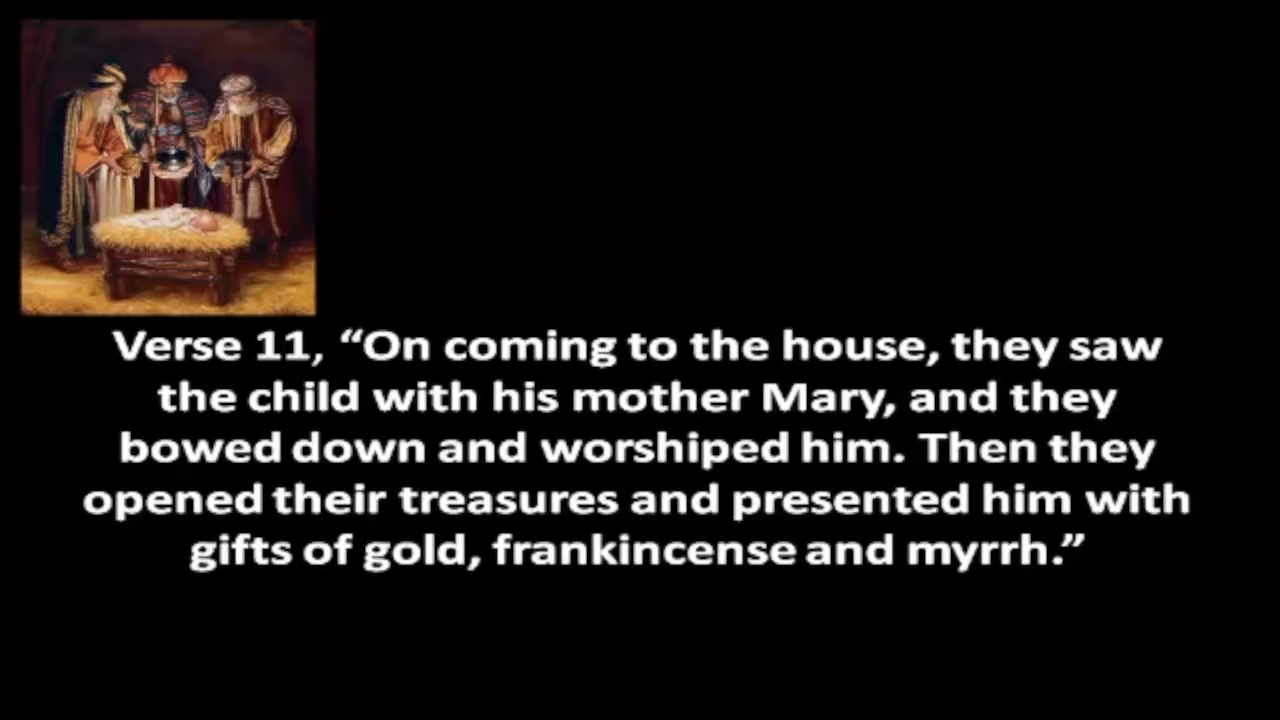 Verse 11, “On coming to the house, they saw
the child with his mother Mary, and they
bowed down and worshiped him. Then they
opened their treasures and presented him with
gifts of gold, frankincense and myrrh.”